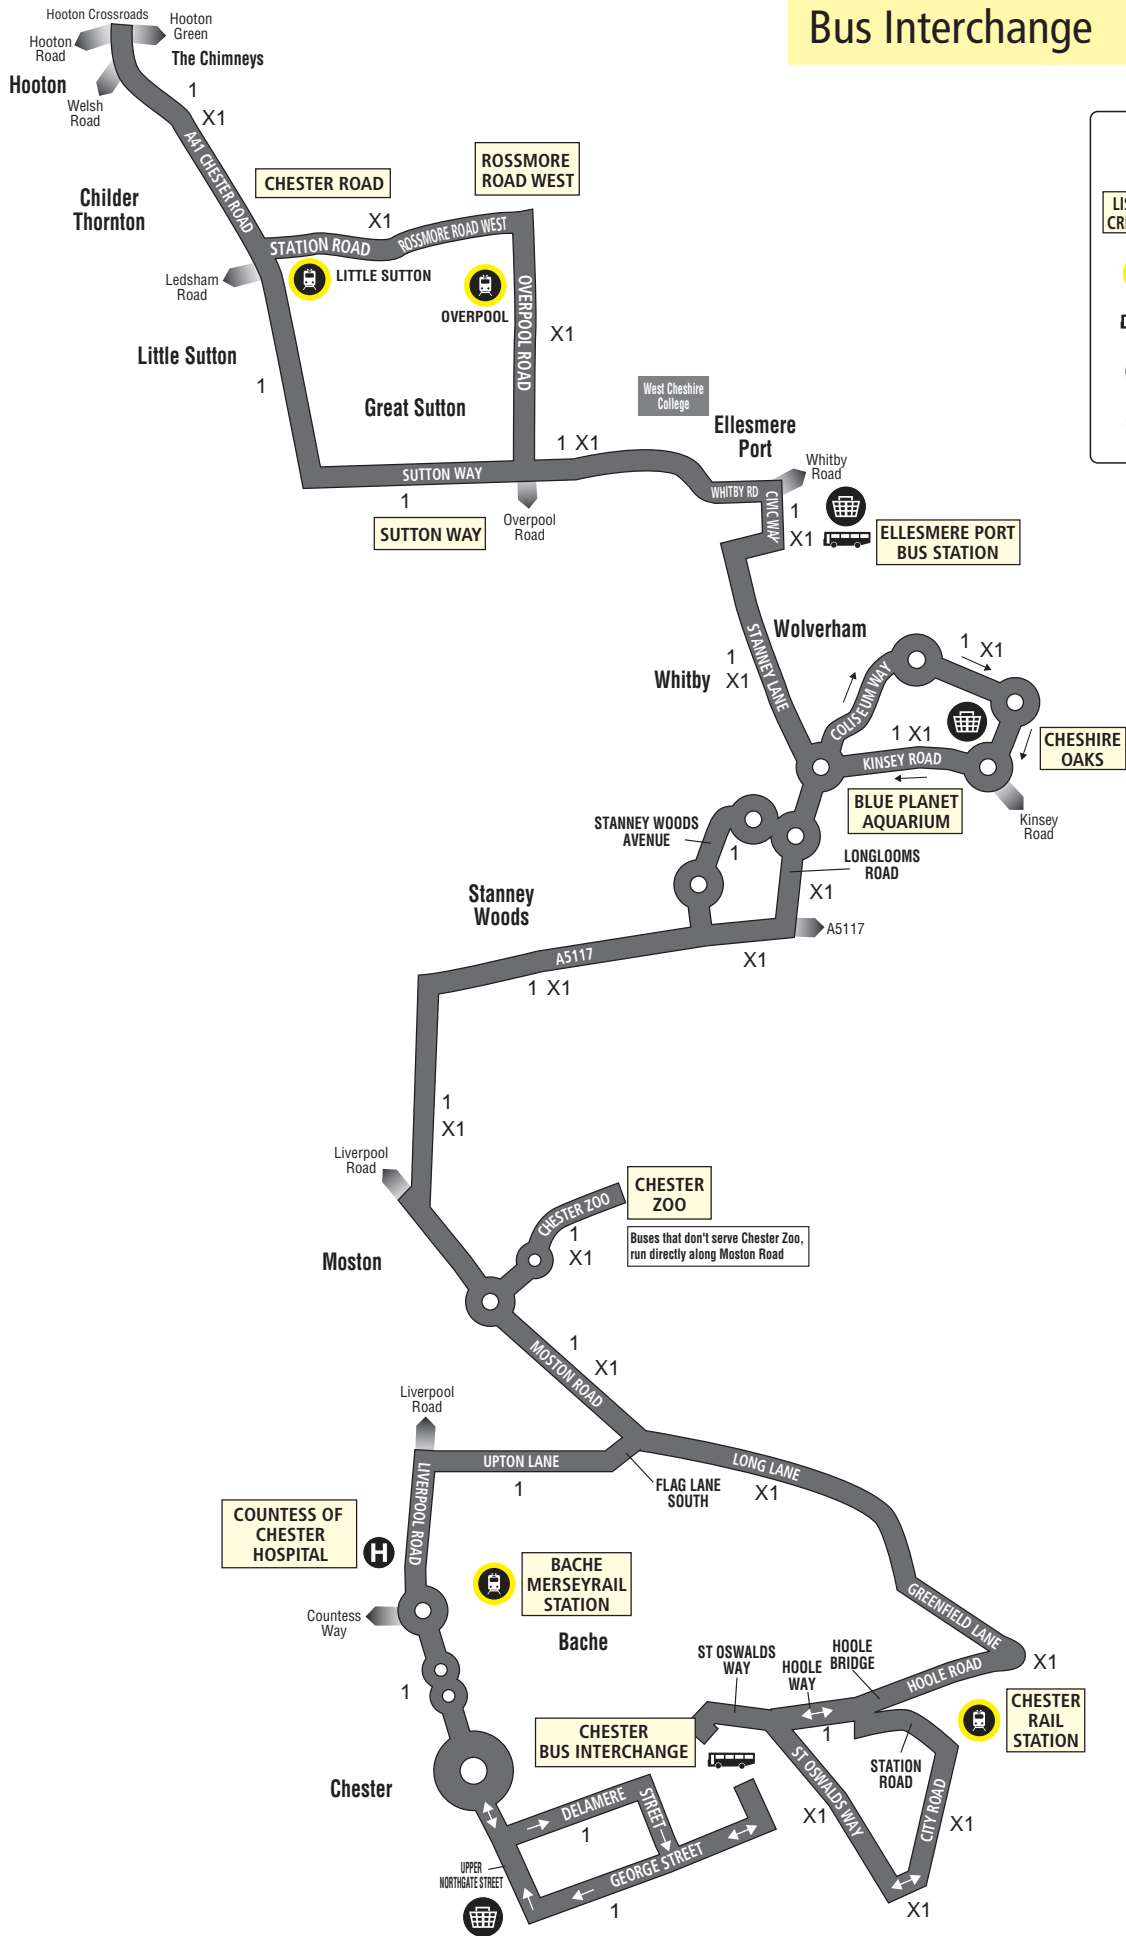 Bus Interchange
Hooton Crossroads
Hooton
Green
Hooton
Road
The Chimneys
Hooton
Welsh
Road
1
X1
A41 CHESTER ROAD
Childer
Thornton
CHESTER ROAD
ROSSMORE
ROAD WEST
X1
STATION ROAD
ROSSMORE ROAD WEST
Ledsham
Road
LITTLE SUTTON
OVERPOOL
OVERPOOL ROAD
X1
Little Sutton
1
Great Sutton
West Cheshire
College
Ellesmere
Port
1 X1
SUTTON WAY
1
SUTTON WAY
Overpool
Road
WHITBY RD
Whitby
Road
CIVIC WAY
1
X1
ELLESMERE PORT
BUS STATION
Wolverham
STANNEY LANE
1
X1
Whitby
COLISEUM WAY
1
X1
1 X1
KINSEY ROAD
CHESHIRE
OAKS
BLUE PLANET
AQUARIUM
Kinsey
Road
STANNEY WOODS
AVENUE
1
LONGLOOMS
ROAD
X1
Stanney
Woods
A5117
X1
A5117
1 X1
1
X1
Liverpool
Road
CHESTER
ZOO
CHESTER ZOO
1
X1
Buses that don't serve Chester Zoo,
run directly along Moston Road
Moston
1
X1
MOSTON ROAD
Liverpool
Road
UPTON LANE
1
FLAG LANE
SOUTH
LONG LANE
X1
LIVERPOOL ROAD
COUNTESS OF
CHESTER
HOSPITAL
H
BACHE
MERSEYRAIL
STATION
Countess
Way
Bache
GREENFIELD LANE
X1
ST OSWALDS
WAY
HOOLE
WAY
HOOLE
BRIDGE
HOOLE ROAD
1
1
CHESTER
RAIL
STATION
CHESTER
BUS INTERCHANGE
STATION
ROAD
ST OSWALDS WAY
X1
CITY ROAD
X1
X1
Chester
DELAMERE
STREET
1
GEORGE STREET
1
UPPER
NORTHGATE STREET